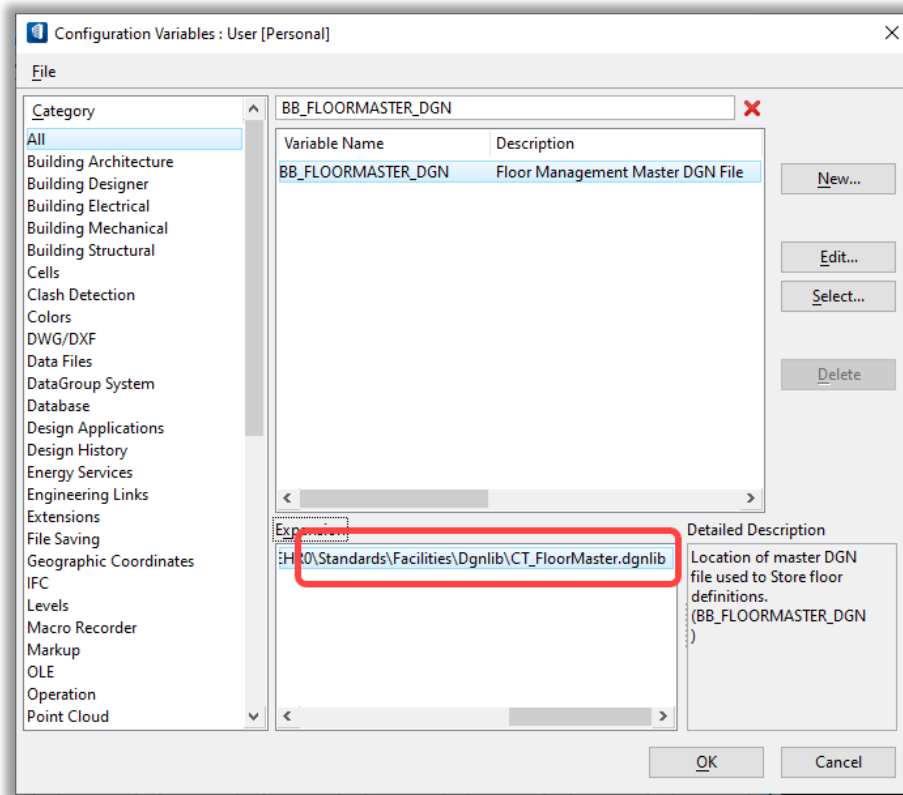 Configuration Variables : User [Personal]
File
Category
All
Building Architecture
Building Designer
Building Electrical
Building Mechanical
Building Structural
Cells
Clash Detection
Colors
DWG/DXF
Data Files
DataGroup System
Database
Design Applications
Design History
Energy Services
Engineering Links
Extensions
File Saving
Geographic Coordinates
IFC
Levels
Macro Recorder
Markup
OLE
Operation
Point Cloud
BB_FLOORMASTER_DGN
Variable Name Description
BB_FLOORMASTER_DGN Floor Management Master DGN File
New...
Edit...
Select...
Delete
Expansion
\Standards\Facilities\Dgnlib\CT_FloorMaster.dgnlib
Detailed Description
Location of master DGN
file used to Store floor
definitions.
(BB_FLOORMASTER_DGN
)
OK Cancel